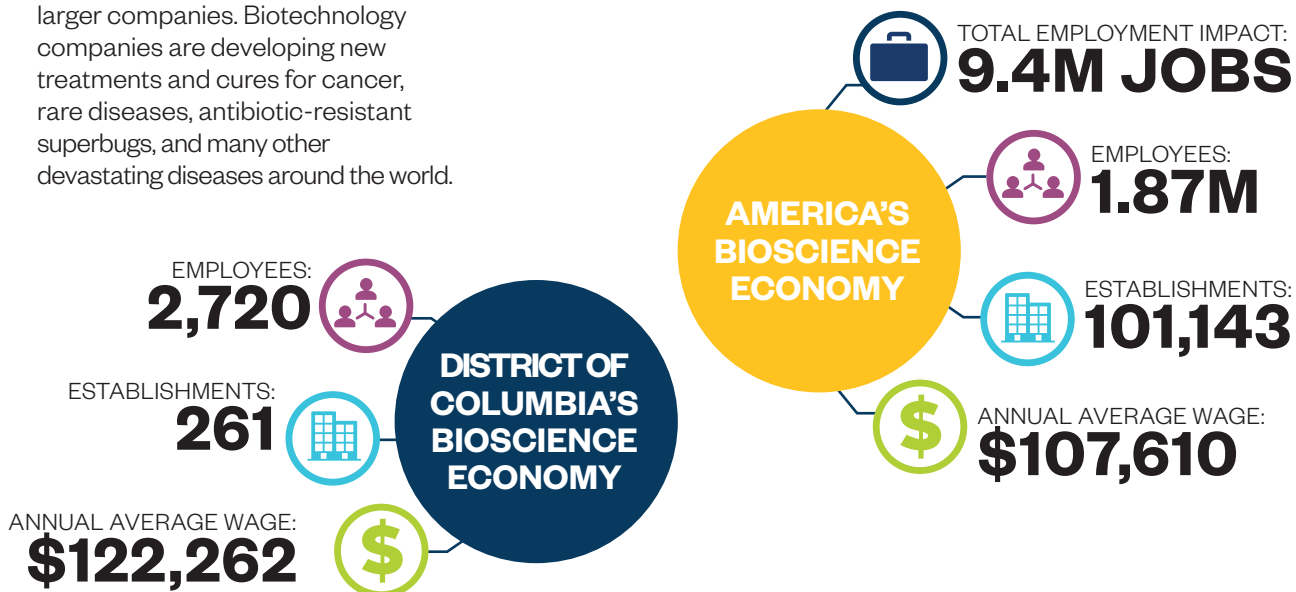 larger companies. Biotechnology
companies are developing new
treatments and cures for cancer,
rare diseases, antibiotic-resistant
superbugs, and many other
devastating diseases around the world.
TOTAL EMPLOYMENT IMPACT:
9.4M JOBS
EMPLOYEES:
1.87M
AMERICA'S
BIOSCIENCE
ECONOMY
ESTABLISHMENTS:
101,143
ANNUAL AVERAGE WAGE:
$107,610
EMPLOYEES:
2,720
DISTRICT OF
COLUMBIA'S
BIOSCIENCE
ECONOMY
ESTABLISHMENTS:
261
ANNUAL AVERAGE WAGE:
$122,262
$
$